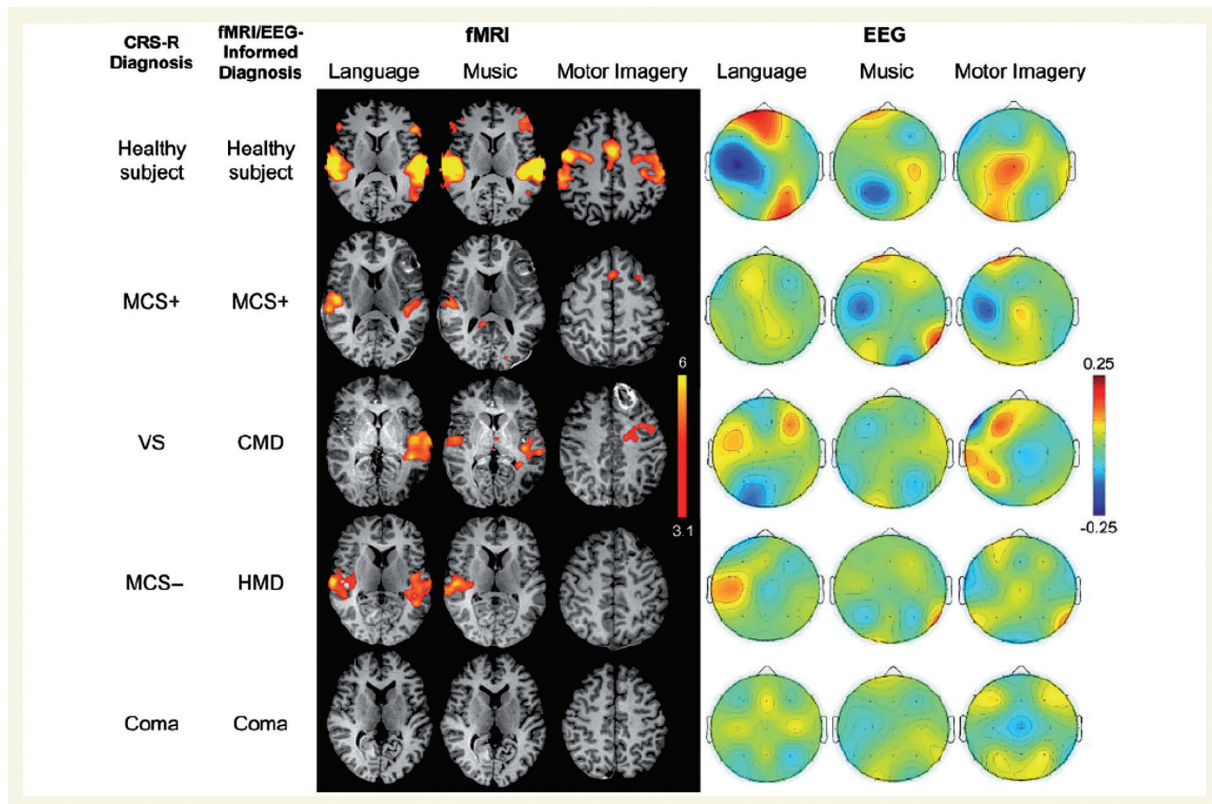 fMRI EEG
CRS-R Diagnosis fMRI/EEG-Informed Diagnosis Language Music Motor Imagery Language Music Motor Imagery
Healthy subject Healthy subject
MCS+ MCS+
6 0.25
VS CMD
3.1 -0.25
MCS– HMD
Coma Coma